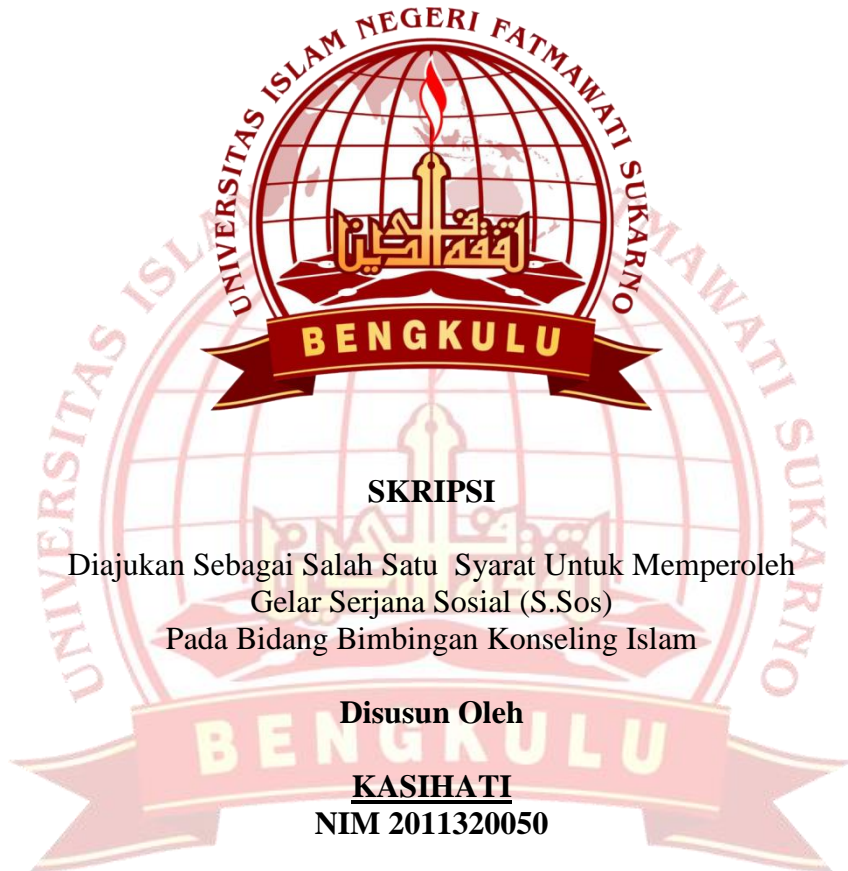 UNIVERSITAS ISLAM NEGERI FATMAWATI SUKARNO
BENGKULU
SKRIPSI
Diajukan Sebagai Salah Satu Syarat Untuk Memperoleh
Gelar Serjana Sosial (S.Sos)
Pada Bidang Bimbingan Konseling Islam
Disusun Oleh
KASIHATI
NIM 2011320050